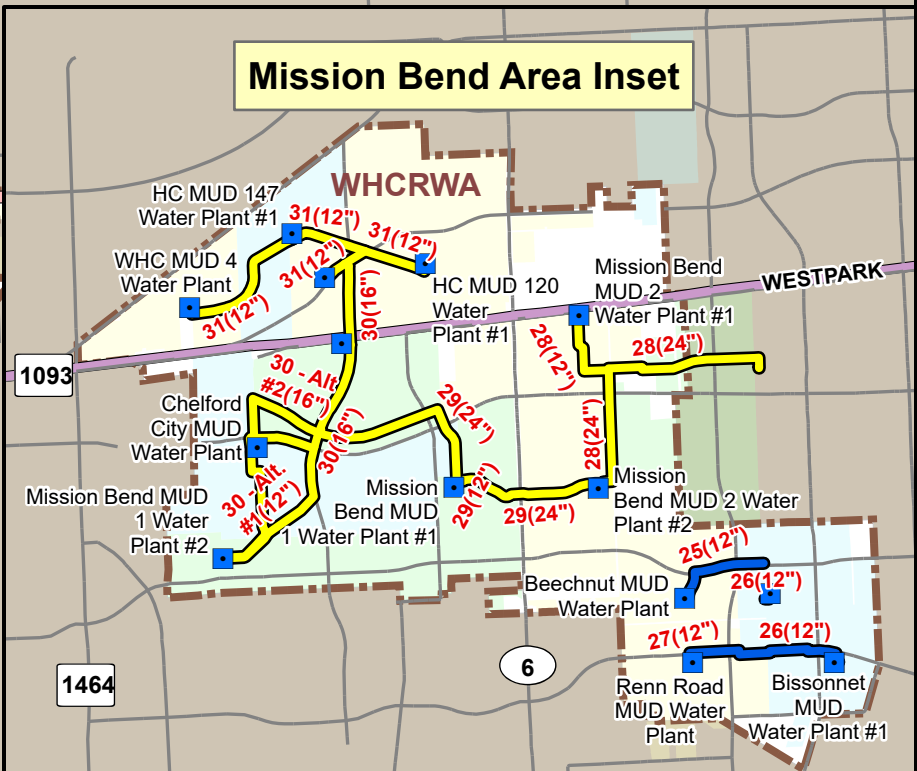 Mission Bend Area Inset
WHCRWA
HC MUD 147
Water Plant #1
31(12")
31(12")
31(12")
WHC MUD 4
Water Plant
31(12")
HC MUD 120
Water
Plant #1
30(16")
Mission Bend
MUD 2
Water Plant #1
WESTPARK
1093
28(12")
28(24")
30 - Alt.
#2(16")
Chelford
City MUD
Water Plant
29(24")
30(16")
28(24")
30 - Alt.
#1(12")
Mission Bend MUD
1 Water
Plant #2
Mission
Bend MUD
1 Water Plant #1
29(12")
29(24")
Mission
Bend MUD 2 Water
Plant #2
25(12")
26(12")
Beechnut MUD
Water Plant
27(12")
26(12")
6
1464
Renn Road
MUD Water
Plant
Bissonnet
MUD
Water Plant #1